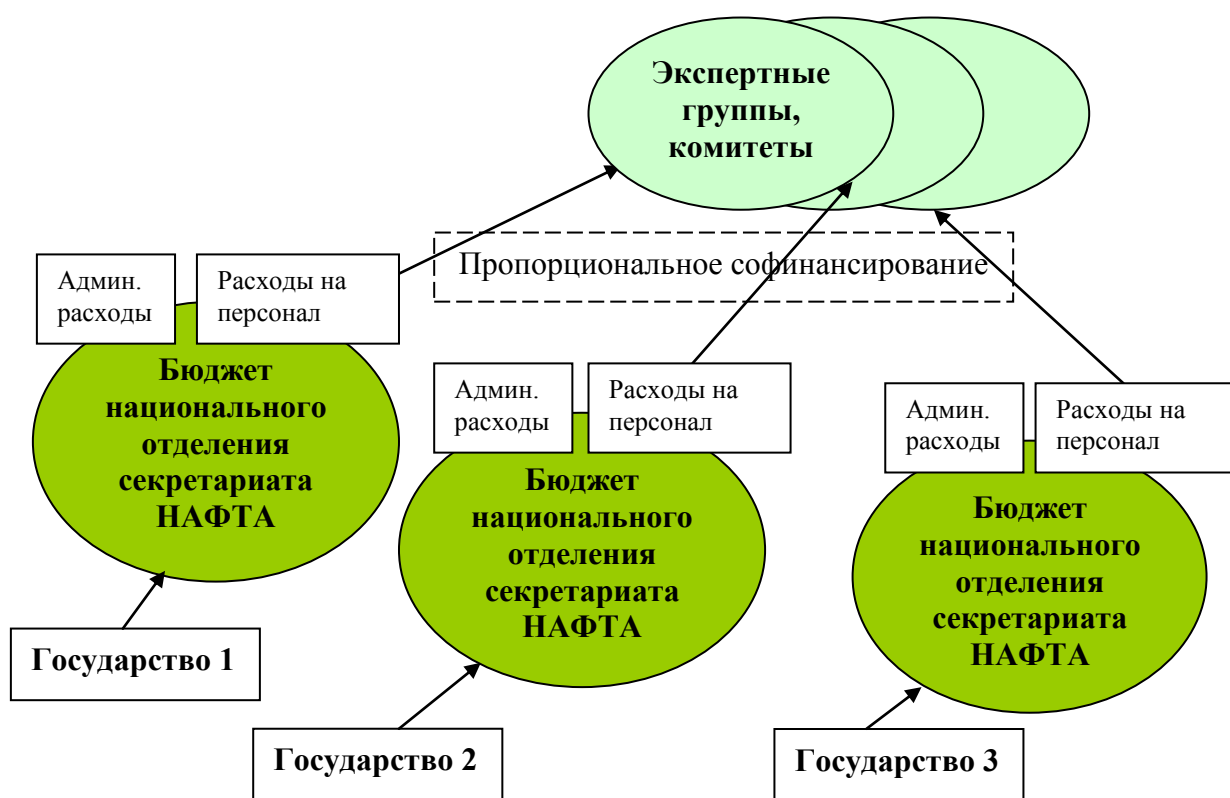 Экспертные
группы,
комитеты
Пропорциональное софинансирование
Админ.
расходы
Расходы на
персонал
Бюджет
национального
отделения
секретариата
НАФТА
Государство 1
Админ.
расходы
Расходы на
персонал
Бюджет
национального
отделения
секретариата
НАФТА
Государство 2
Админ.
расходы
Расходы на
персонал
Бюджет
национального
отделения
секретариата
НАФТА
Государство 3